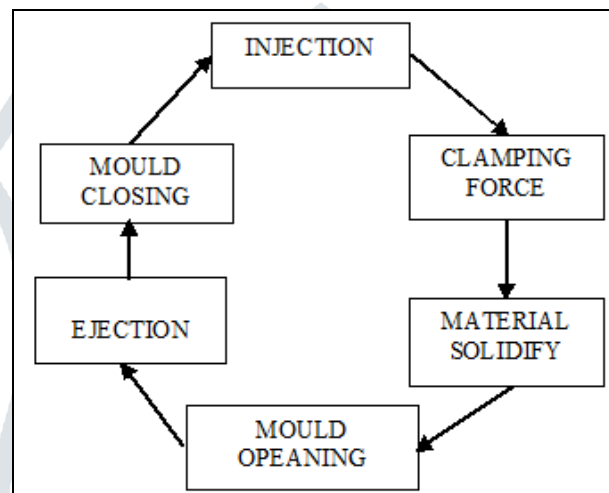 INJECTION
CLAMPING
FORCE
MATERIAL
SOLIDIFY
MOULD
OPEANING
EJECTION
MOULD
CLOSING